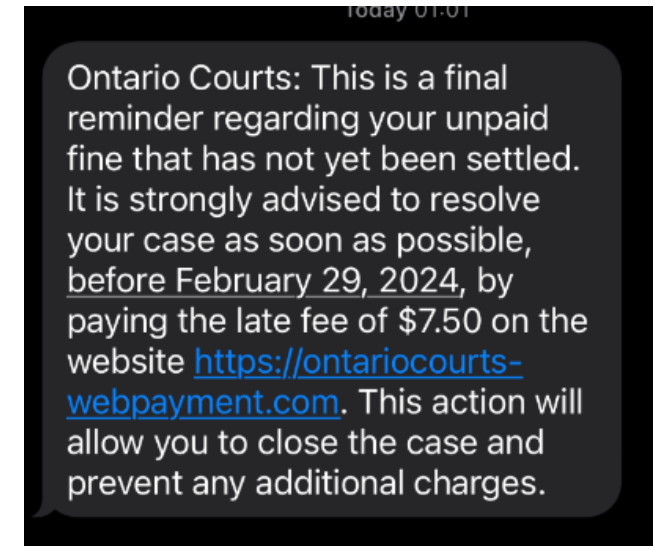 Today 01:01
Ontario Courts: This is a final
reminder regarding your unpaid
fine that has not yet been settled.
It is strongly advised to resolve
your case as soon as possible,
before February 29, 2024, by
paying the late fee of $7.50 on the
website https://ontariocourts-
webpayment.com. This action will
allow you to close the case and
prevent any additional charges.